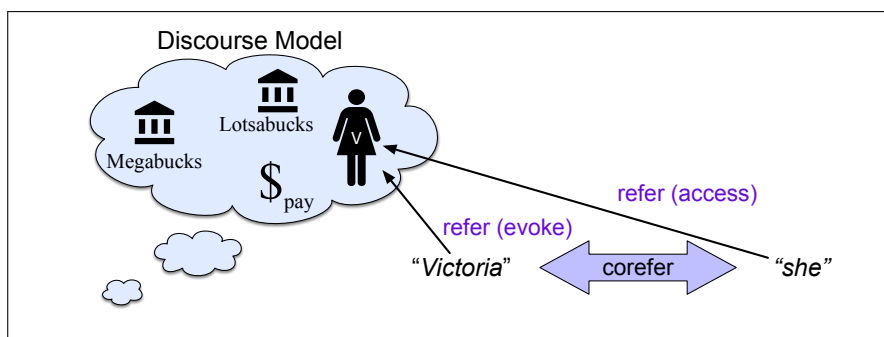 Discourse Model
Lotsabucks
V
Megabucks
$ pay
refer (access)
refer (evoke)
“Victoria” corefer “she”